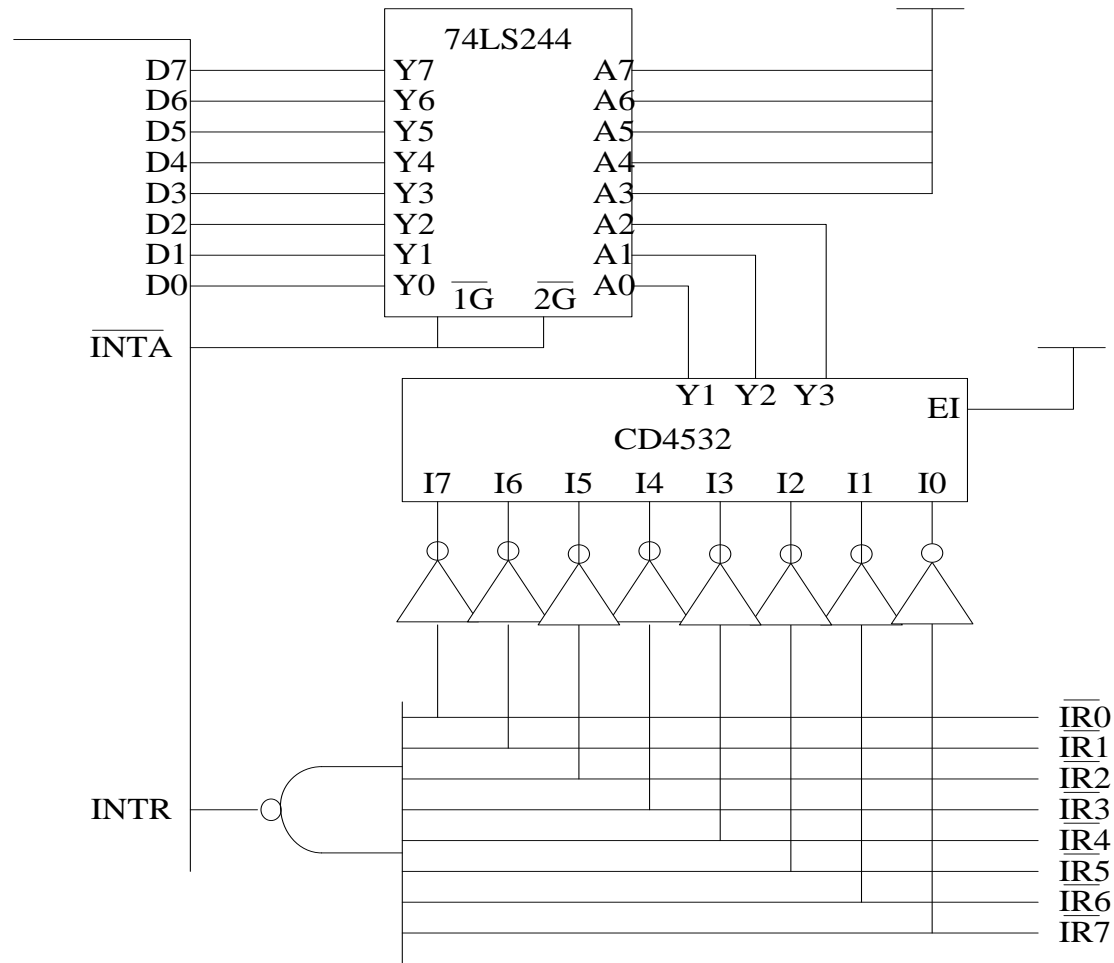 74LS244
D7 Y7 A7
D6 Y6 A6
D5 Y5 A5
D4 Y4 A4
D3 Y3 A3
D2 Y2 A2
D1 Y1 A1
D0 Y0 1G 2G A0
INTA
Y1 Y2 Y3 EI
CD4532
I7 I6 I5 I4 I3 I2 I1 I0
IR0
IR1
IR2
INTR IR3
IR4
IR5
IR6
IR7